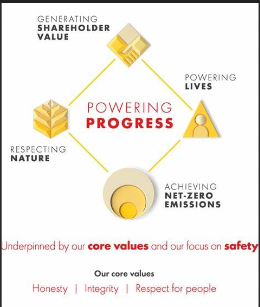 GENERATING
SHAREHOLDER
VALUE
POWERING
LIVES
POWERING
PROGRESS
RESPECTING
NATURE
ACHIEVING
NET-ZERO
EMISSIONS
Underpinned by our core values and our focus on safety
Our core values
Honesty | Integrity | Respect for people